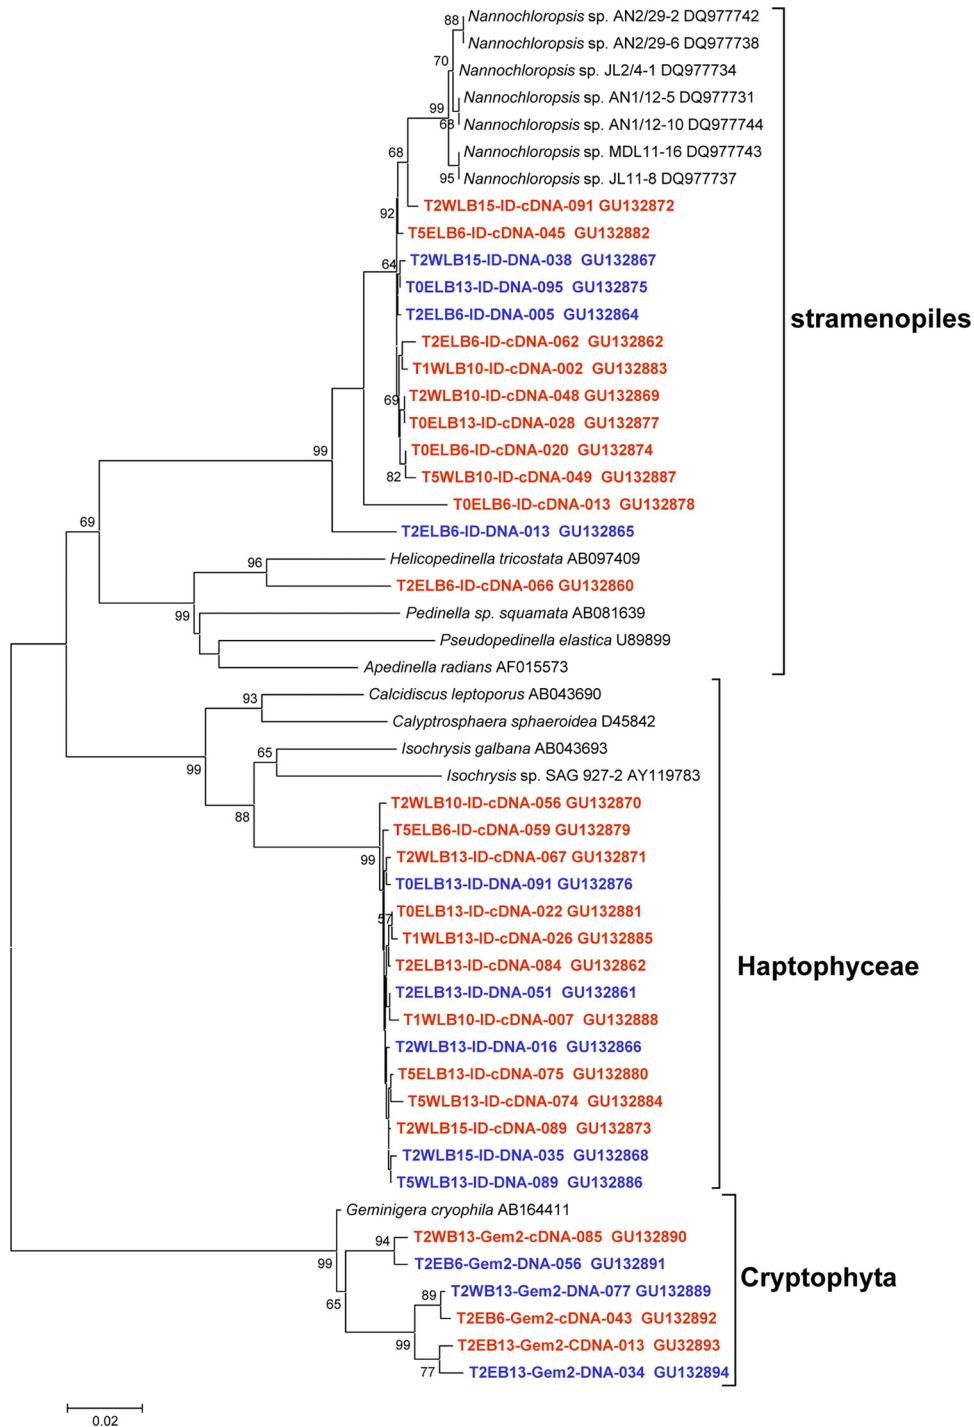 88
Nannochloropsis sp. AN2/29-2 DQ977742
Nannochloropsis sp. AN2/29-6 DQ977738
70
Nannochloropsis sp. JL2/4-1 DQ977734
Nannochloropsis sp. AN1/12-5 DQ977731
99
68
Nannochloropsis sp. AN1/12-10 DQ977744
Nannochloropsis sp. MDL11-16 DQ977743
68
95
Nannochloropsis sp. JL11-8 DQ977737
T2WLB15-ID-cDNA-091 GU132872
92
T5ELB6-ID-cDNA-045 GU132882
64
T2WLB15-ID-DNA-038 GU132867
T0ELB13-ID-DNA-095 GU132875
T2ELB6-ID-DNA-005 GU132864
stramenopiles
T2ELB6-ID-cDNA-062 GU132862
T1WLB10-ID-cDNA-002 GU132883
69
T2WLB10-ID-cDNA-048 GU132869
T0ELB13-ID-cDNA-028 GU132877
99
T0ELB6-ID-cDNA-020 GU132874
82
T5WLB10-ID-cDNA-049 GU132887
T0ELB6-ID-cDNA-013 GU132878
69
T2ELB6-ID-DNA-013 GU132865
96
Helicopedinella tricostata AB097409
T2ELB6-ID-cDNA-066 GU132860
99
Pedinella sp. squamata AB081639
Pseudopedinella elastica U89899
Apedinella radians AF015573
93
Calcidiscus leptoporus AB043690
Calyptrosphaera sphaeroidea D45842
65
Isochrysis galbana AB043693
99
Isochrysis sp. SAG 927-2 AY119783
T2WLB10-ID-cDNA-056 GU132870
88
T5ELB6-ID-cDNA-059 GU132879
99
T2WLB13-ID-cDNA-067 GU132871
T0ELB13-ID-DNA-091 GU132876
57
T0ELB13-ID-cDNA-022 GU132881
T1WLB13-ID-cDNA-026 GU132885
T2ELB13-ID-cDNA-084 GU132862
Haptophyceae
T2ELB13-ID-DNA-051 GU132861
T1WLB10-ID-cDNA-007 GU132888
T2WLB13-ID-DNA-016 GU132866
T5ELB13-ID-cDNA-075 GU132880
T5WLB13-ID-cDNA-074 GU132884
T2WLB15-ID-cDNA-089 GU132873
T2WLB15-ID-DNA-035 GU132868
T5WLB13-ID-DNA-089 GU132886
Geminigera cryophila AB164411
94
T2WB13-Gem2-cDNA-085 GU132890
99
T2EB6-Gem2-DNA-056 GU132891
Cryptophyta
89
T2WB13-Gem2-DNA-077 GU132889
65
T2EB6-Gem2-cDNA-043 GU132892
99
T2EB13-Gem2-CDNA-013 GU32893
77
T2EB13-Gem2-DNA-034 GU132894
0.02